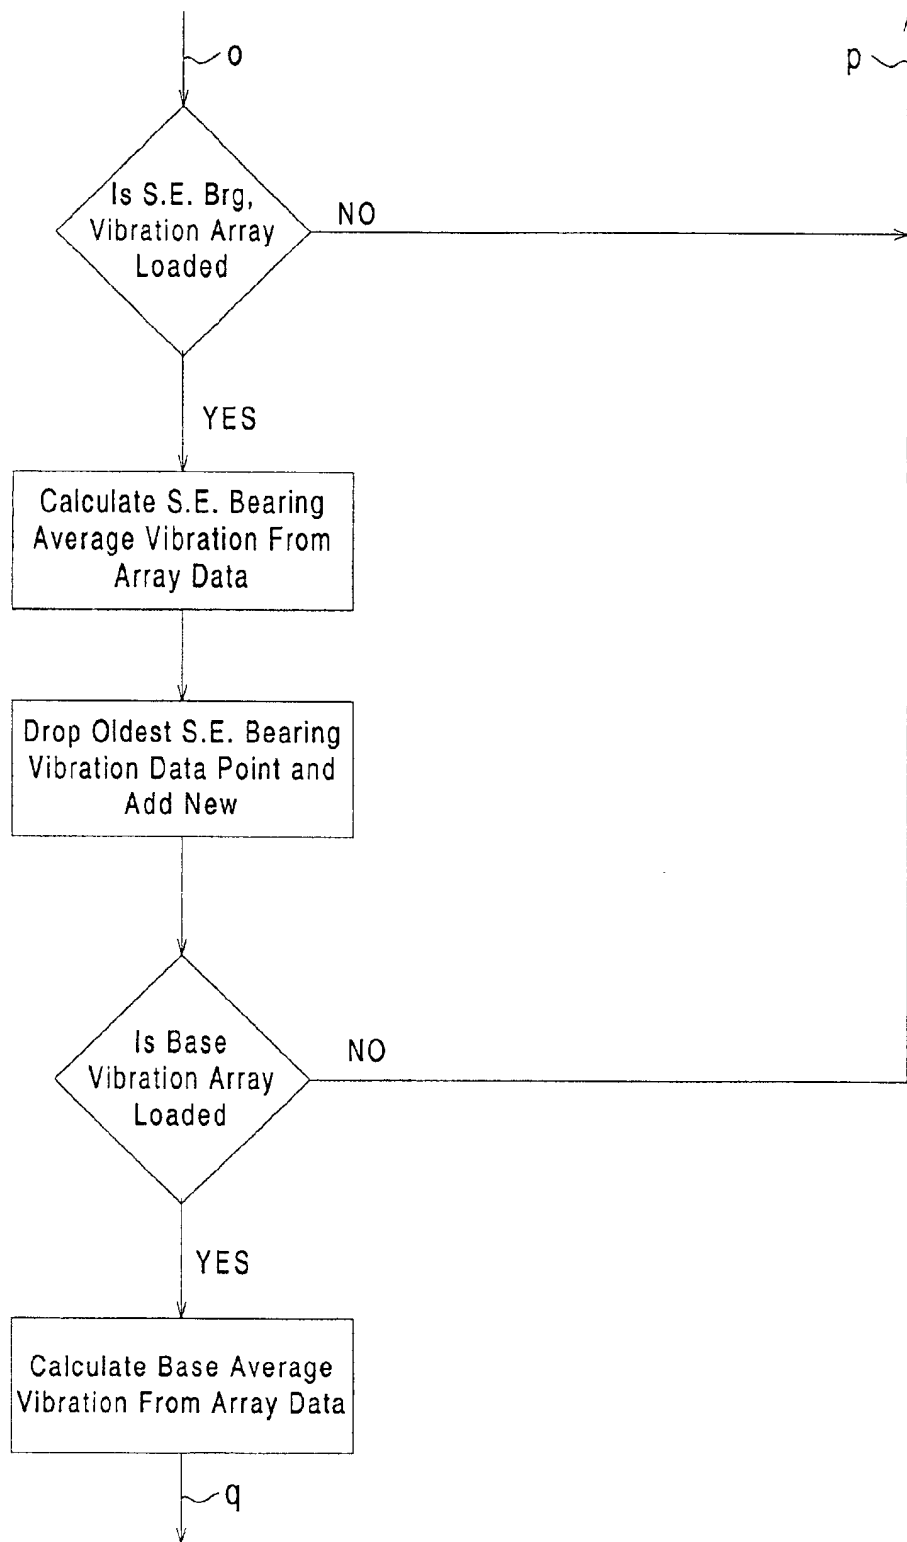 o
p
Is S.E. Brg,
Vibration Array
Loaded
NO
YES
Calculate S.E. Bearing
Average Vibration From
Array Data
Drop Oldest S.E. Bearing
Vibration Data Point and
Add New
Is Base
Vibration Array
Loaded
NO
YES
Calculate Base Average
Vibration From Array Data
q